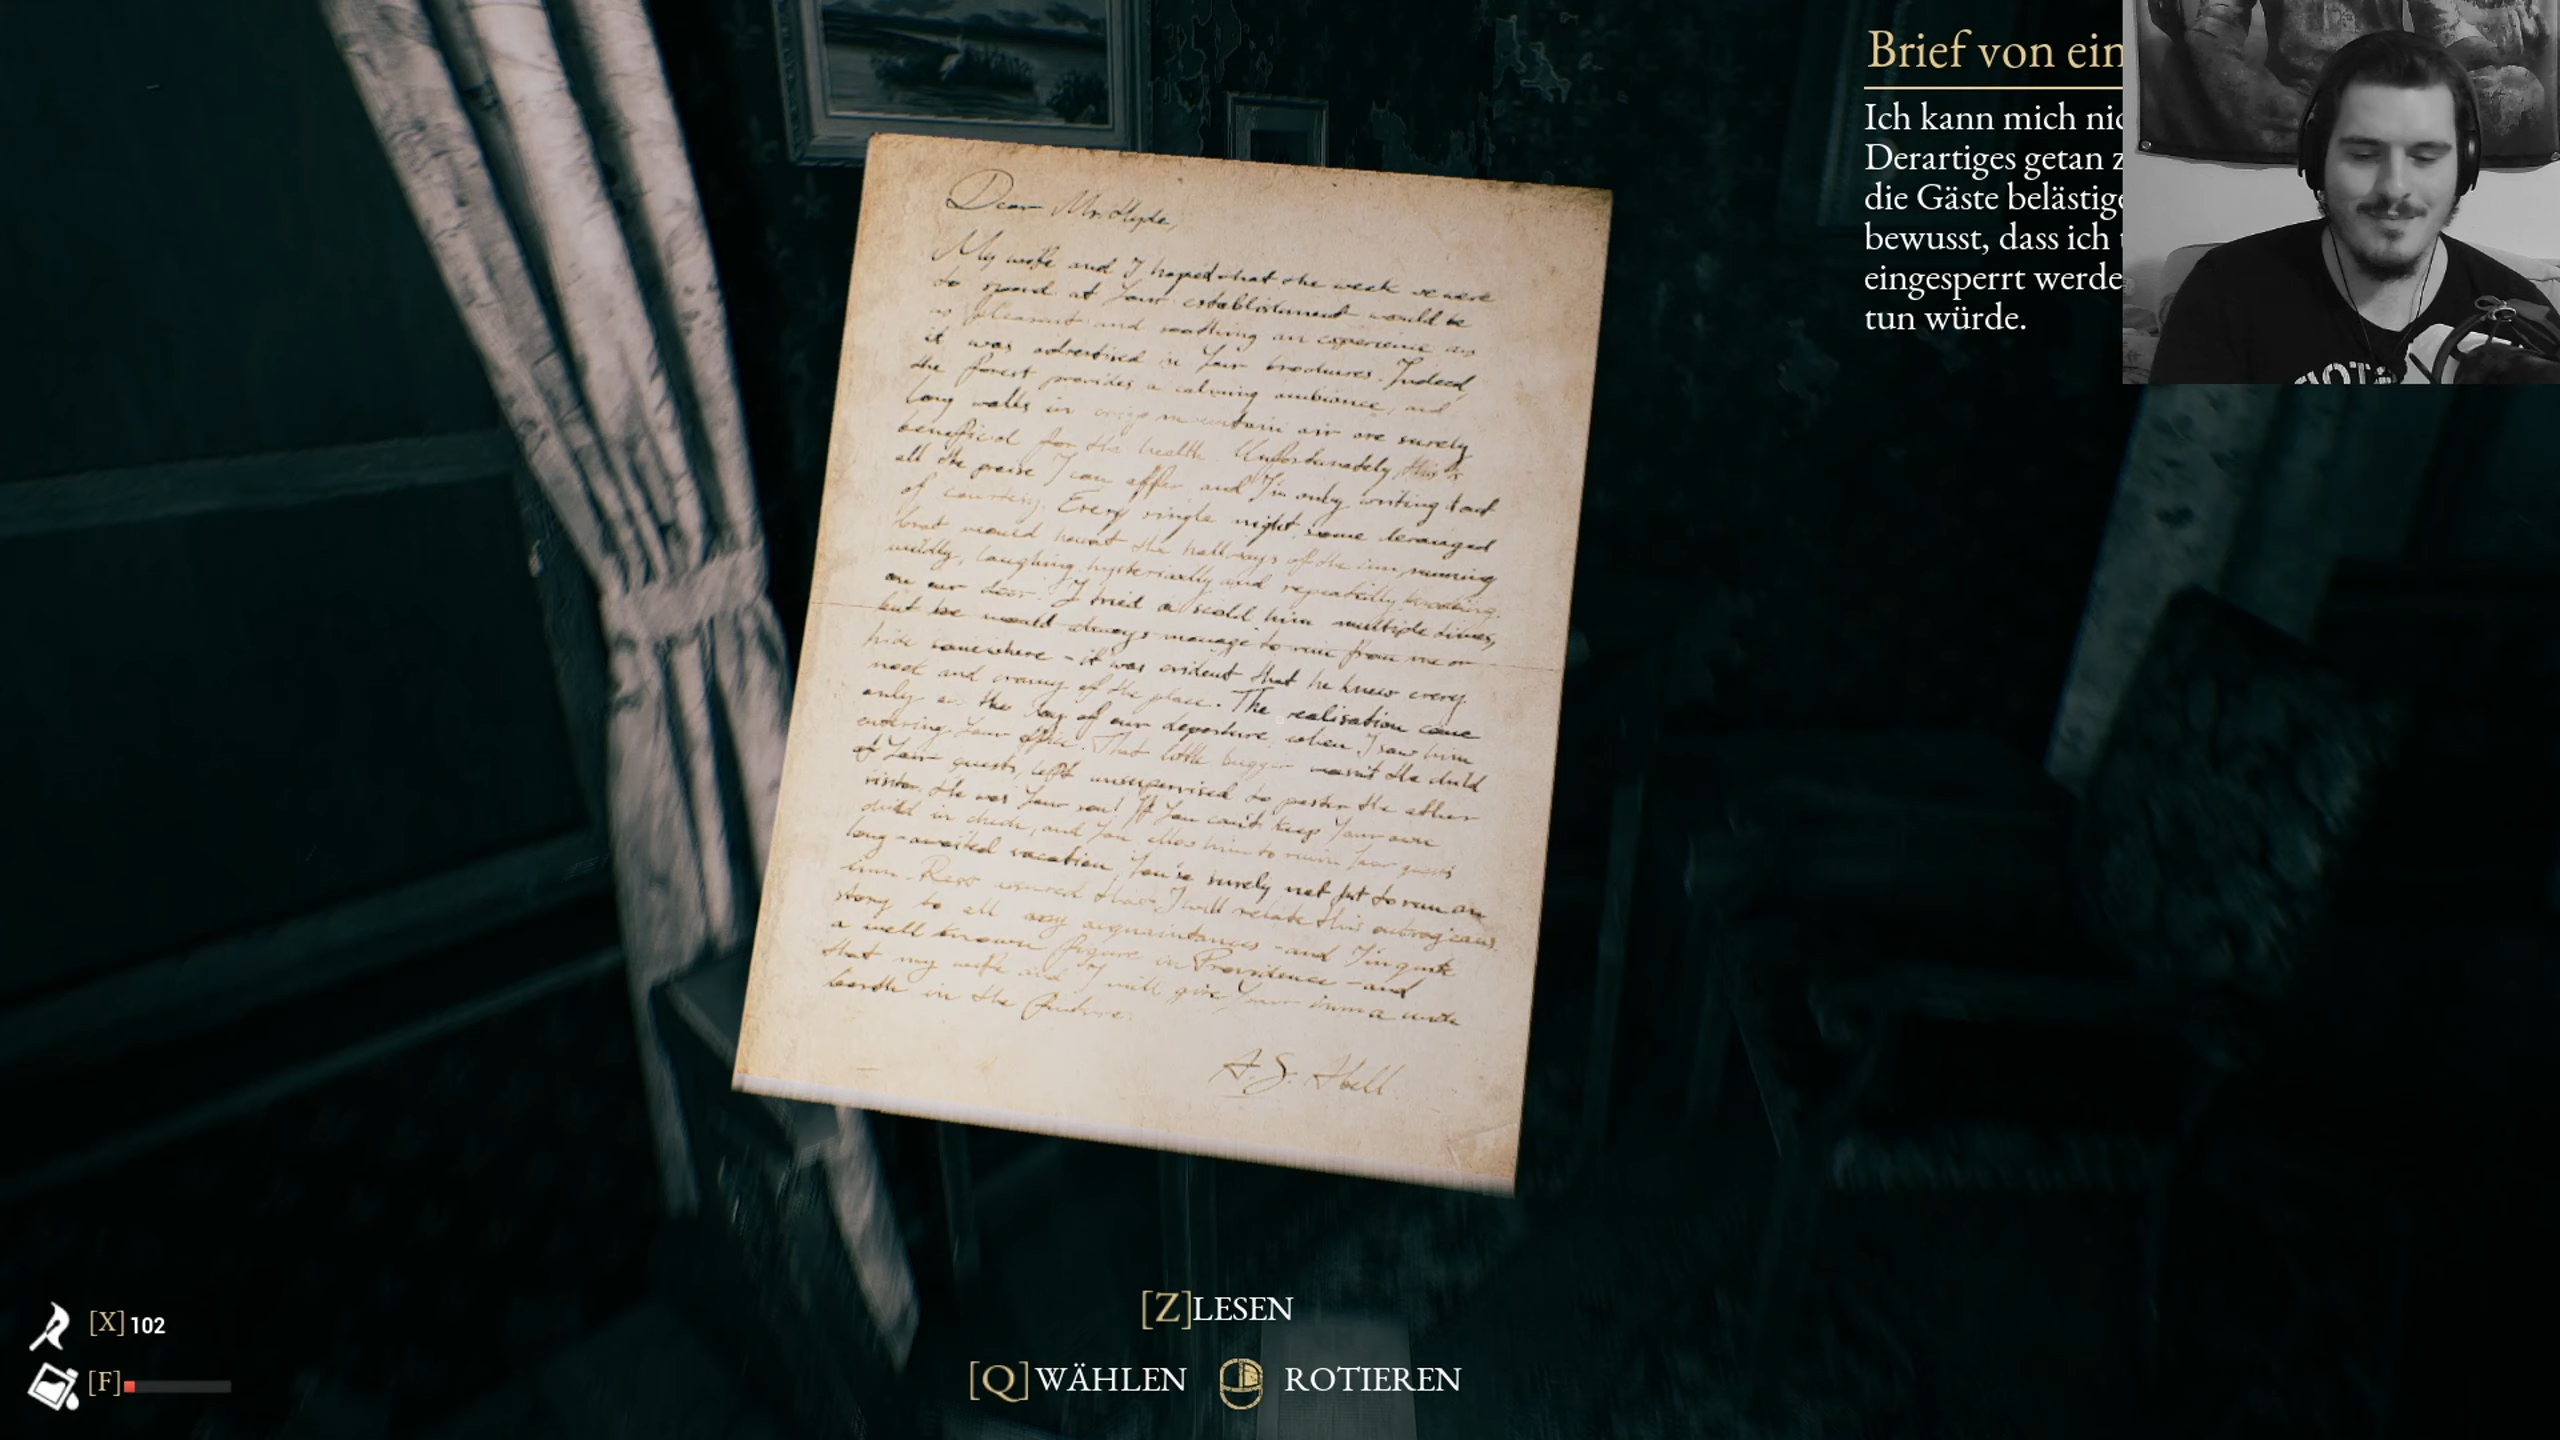 Dear Mr. Hyde,
My wife and I hoped that the week we were
to spend at Your establishment would be
as pleasant and soothing an experience as
it was advertised in Your brochures. Indeed,
the forest provides a calming ambiance, and
long walks in crisp mountain air are surely
beneficial for the health. Unfortunately, this is
all the praise I can offer and I'm only writing it out
of courtesy. Every single night, some deranged
brat would haunt the hallways of the inn, running
wildly, laughing hysterically and repeatedly knocking
on our door. I tried to scold him multiple times,
but he would always manage to run from me or
hide somewhere - it was evident that he knew every
nook and cranny of the place. The realisation came
only on the day of our departure, when I saw him
entering Your office. That little bugger wasn't the child
of Your guests, left unsupervised to pester the other
visitors. He was Your son! If You can't keep Your own
child in check, and You allow him to ruin Your guests
long-awaited vacation, You're surely not fit to run an
inn. Rest assured that I will relate this outrageous
story to all my acquaintances - and I'm quite
a well known figure in Providence - and
that my wife and I will give Your inn a wide
berth in the future.
A. S. Hall
Brief von ein
Ich kann mich nic
Derartiges getan z
die Gäste belästige
bewusst, dass ich
eingesperrt werde
tun würde.
[Z]LESEN
[Q]WÄHLEN ROTIEREN
[X] 102
[F]